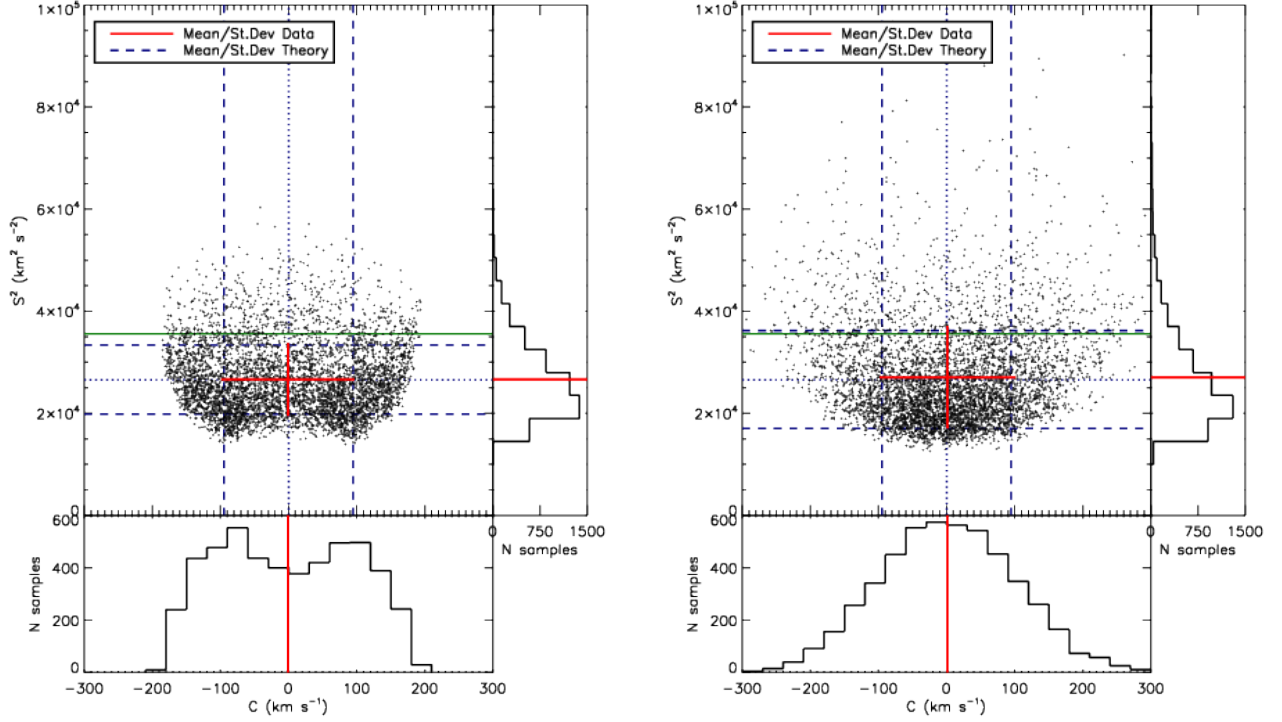 1×10⁵
Mean/St.Dev Data
Mean/St.Dev Theory
8×10⁴
6×10⁴
4×10⁴
2×10⁴
0
S² (km² s⁻²)
750 1500
N samples
600
400
200
0
N samples
−300 −200 −100 0 100 200 300
C (km s⁻¹)
1×10⁵
Mean/St.Dev Data
Mean/St.Dev Theory
8×10⁴
6×10⁴
4×10⁴
2×10⁴
0
S² (km² s⁻²)
0 750 1500
N samples
600
400
200
0
N samples
−300 −200 −100 0 100 200 300
C (km s⁻¹)